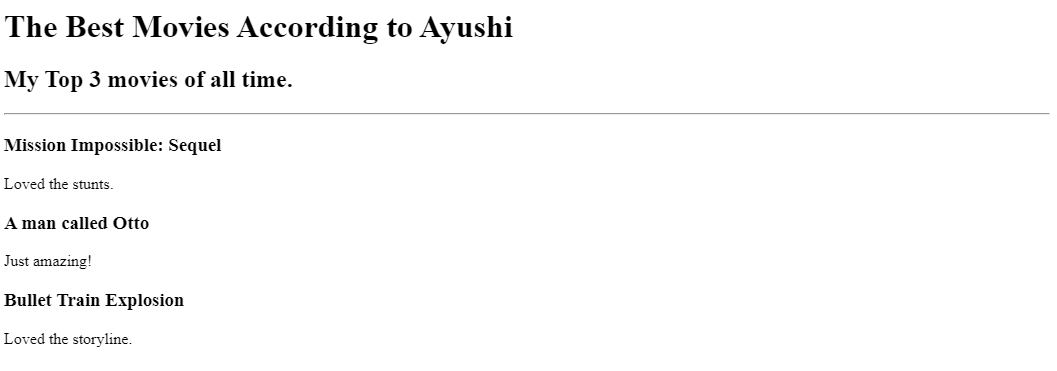 The Best Movies According to Ayushi
My Top 3 movies of all time.
Mission Impossible: Sequel
Loved the stunts.
A man called Otto
Just amazing!
Bullet Train Explosion
Loved the storyline.